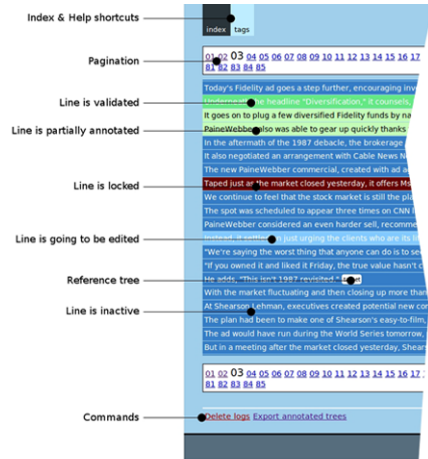 Index & Help shortcuts
index tags
Pagination
01 02 03 04 05 06 07 08 09 10 11 12 13 14 15 16 17
81 82 83 84 85
Today's Fidelity ad goes a step further, encouraging inv
Line is validated
the headline "Diversification," it counsels,
It goes on to plug a few diversified Fidelity funds by na
Line is partially annotated
PaineWebber also was able to gear up quickly thanks
In the aftermath of the 1987 debacle, the brokerage
It also negotiated an arrangement with Cable News N
The new PaineWebber commercial, created with ad a
Line is locked
Taped just as the market closed yesterday, it offers Ms
We continue to feel that the stock market is still the pla
The spot was scheduled to appear three times on CNN
PaineWebber considered an even harder sell, recomme
Line is going to be edited
Instead, it settled on just urging the clients who are its li
"We're saying the worst thing that anyone can do is to se
"If you owned it and liked it Friday, the true value hasn't c
Reference tree
He adds, "This isn't 1987 revisited."
With the market fluctuating and then closing up more than
Line is inactive
At Shearson Lehman, executives created potential new cor
The plan had been to make one of Shearson's easy-to-film,
The ad would have run during the World Series tomorrow,
But in a meeting after the market closed yesterday, Shears
01 02 03 04 05 06 07 08 09 10 11 12 13 14 15 16 17
81 82 83 84 85
Commands
Delete logs Export annotated trees